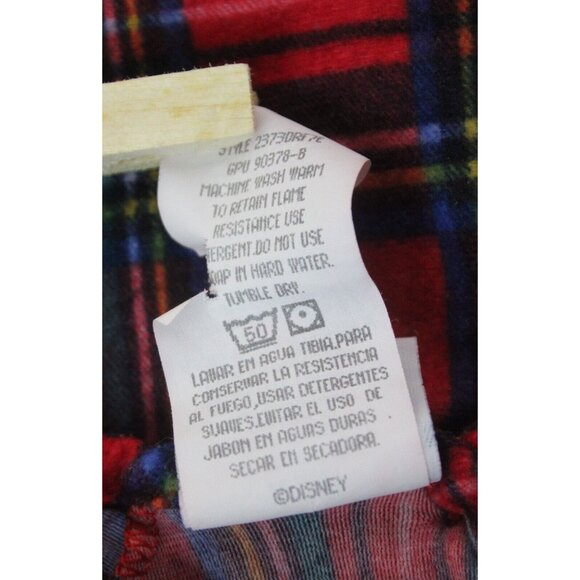 STYLE 2373DRF7E
GPU 90378-B
MACHINE WASH WARM
TO RETAIN FLAME
RESISTANCE USE
TERGENT.DO NOT USE
OAP IN HARD WATER.
TUMBLE DRY.
50
LAVAR EN AGUA TIBIA.PARA
CONSERVAR LA RESISTENCIA
AL FUEGO,USAR DETERGENTES
SUAVES.EVITAR EL USO DE
JABON EN AGUAS DURAS
SECAR EN SECADORA.
©DISNEY